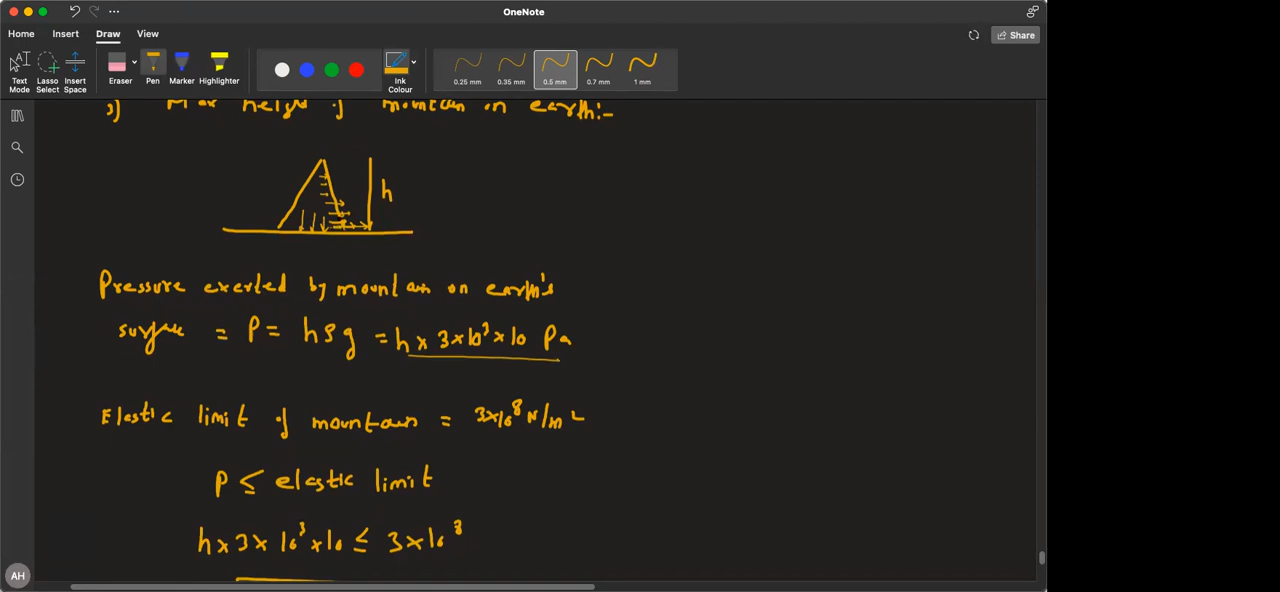 OneNote
Home Insert Draw View
Share
Text Mode Lasso Select Insert Space Eraser Pen Marker Highlighter Ink Colour 0.25 mm 0.35 mm 0.5 mm 0.7 mm 1 mm
3) Max height of mountain on earth:-
h
Pressure exerted by mountain on earth's
surface = P = hρg = h × 3×10³×10 Pa
Elastic limit of mountain = 3×10⁸ N/m²
P ≤ elastic limit
h × 3 × 10³ × 10 ≤ 3×10⁸
AH